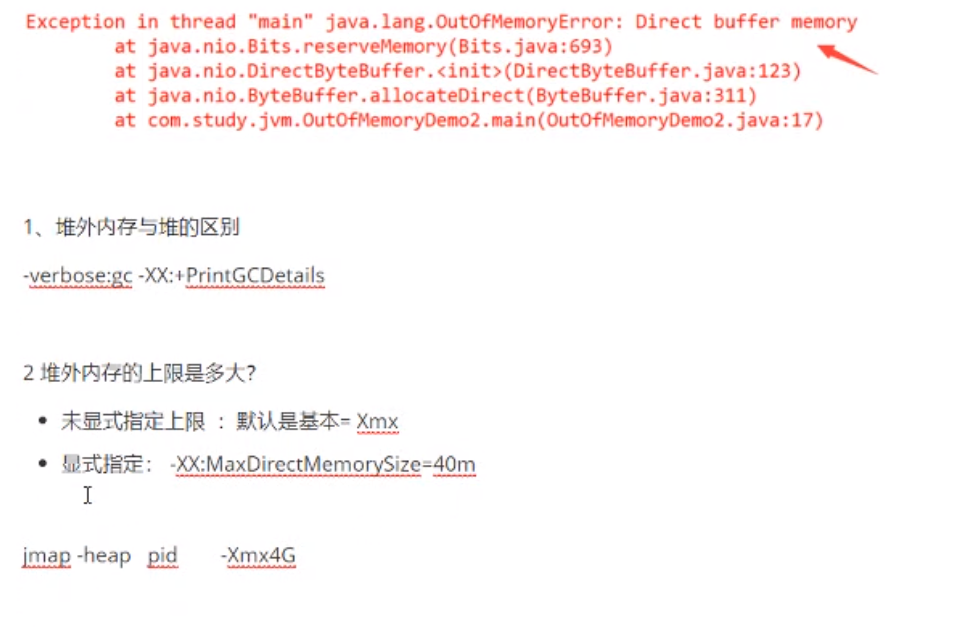 Exception in thread "main" java.lang.OutOfMemoryError: Direct buffer memory
at java.nio.Bits.reserveMemory(Bits.java:693)
at java.nio.DirectByteBuffer.<init>(DirectByteBuffer.java:123)
at java.nio.ByteBuffer.allocateDirect(ByteBuffer.java:311)
at com.study.jvm.OutOfMemoryDemo2.main(OutOfMemoryDemo2.java:17)
1、堆外内存与堆的区别
-verbose:gc -XX:+PrintGCDetails
2 堆外内存的上限是多大?
• 未显式指定上限 ： 默认是基本= Xmx
• 显式指定： -XX:MaxDirectMemorySize=40m
jmap -heap pid -Xmx4G